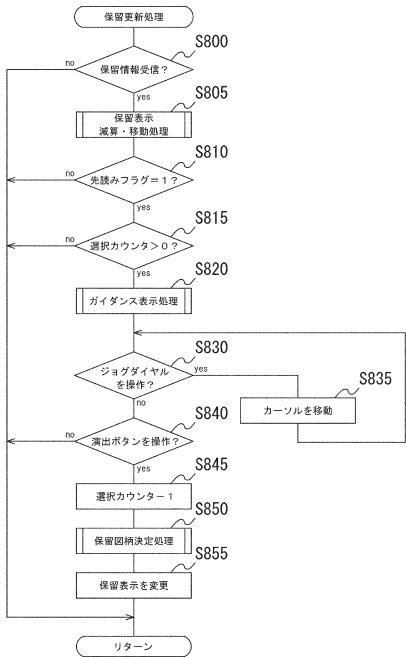 保留更新処理
S800
保留情報受信？
no
yes
S805
保留表示
減算・移動処理
S810
先読みフラグ＝１？
no
yes
S815
選択カウンタ＞０？
no
yes
S820
ガイダンス表示処理
S830
ジョグダイヤル
を操作？
yes
no
S835
カーソルを移動
S840
演出ボタンを操作？
no
yes
S845
選択カウンタ－１
S850
保留図柄決定処理
S855
保留表示を変更
リターン